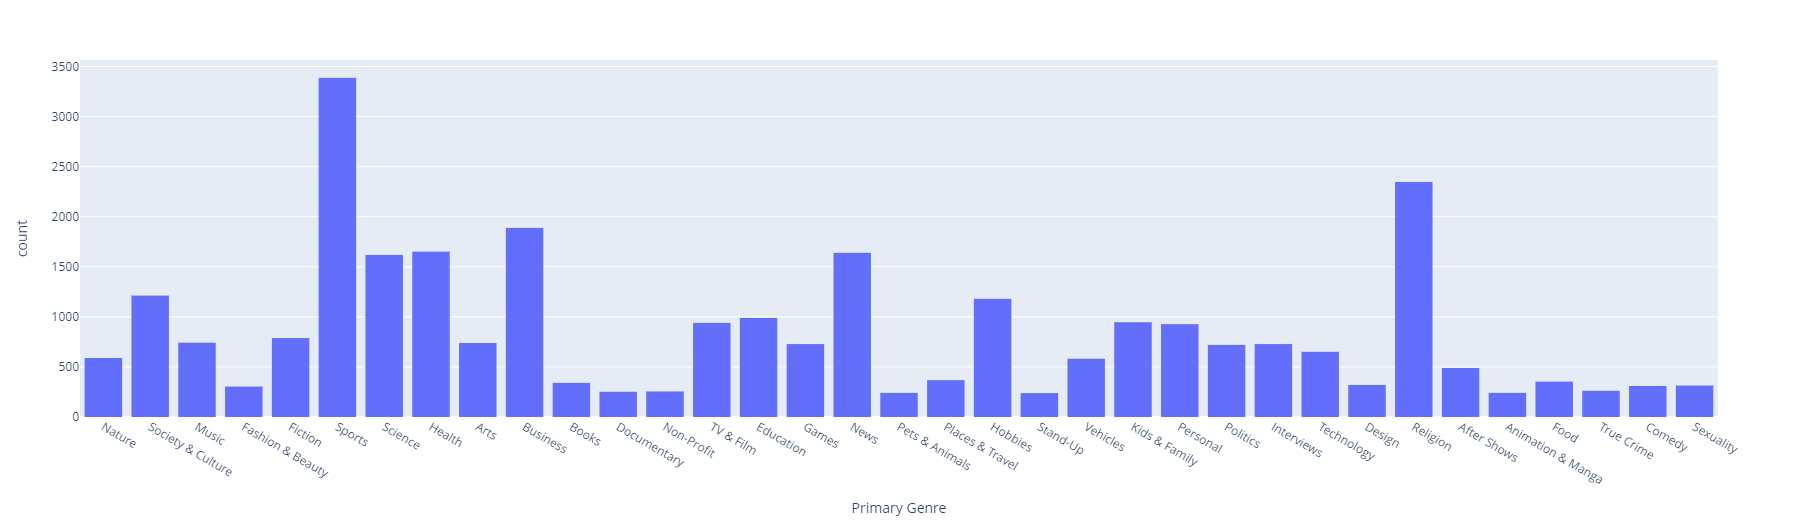 3500
3000
2500
2000
1500
1000
500
0
count
Nature
Society & Culture
Music
Fashion & Beauty
Fiction
Sports
Science
Health
Arts
Business
Books
Documentary
Non-Profit
TV & Film
Education
Games
News
Pets & Animals
Places & Travel
Hobbies
Stand-Up
Vehicles
Kids & Family
Personal
Politics
Interviews
Technology
Design
Religion
After Shows
Animation & Manga
Food
True Crime
Comedy
Sexuality
Primary Genre